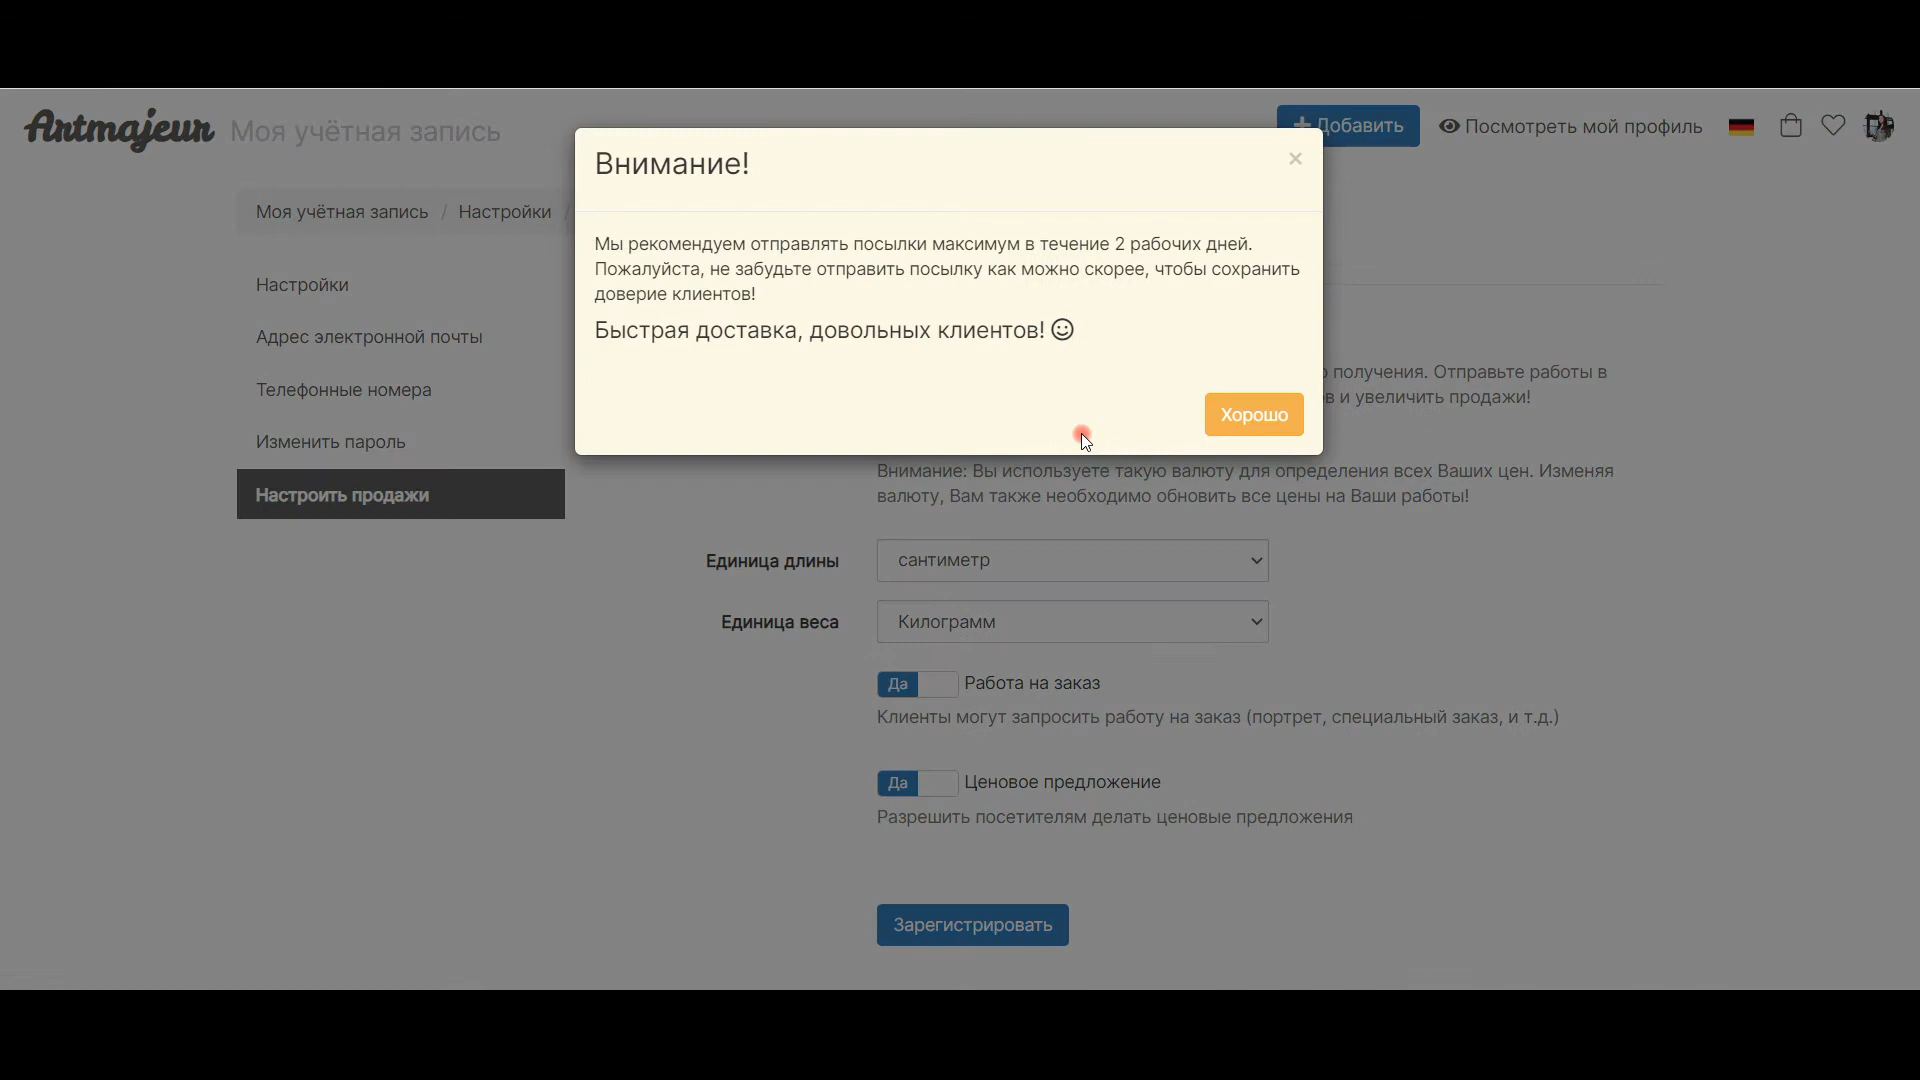 Artmajeur Моя учётная запись
Добавить
Посмотреть мой профиль
Внимание!
×
Моя учётная запись / Настройки /
Мы рекомендуем отправлять посылки максимум в течение 2 рабочих дней.
Пожалуйста, не забудьте отправить посылку как можно скорее, чтобы сохранить
доверие клиентов!
Быстрая доставка, довольных клиентов!
Хорошо
Настройки
Адрес электронной почты
Телефонные номера
Изменить пароль
Настроить продажи
получения. Отправьте работы в
и увеличить продажи!
Внимание: Вы используете такую валюту для определения всех Ваших цен. Изменяя
валюту, Вам также необходимо обновить все цены на Ваши работы!
Единица длины
сантиметр
Единица веса
Килограмм
Да Работа на заказ
Клиенты могут запросить работу на заказ (портрет, специальный заказ, и т.д.)
Да Ценовое предложение
Разрешить посетителям делать ценовые предложения
Зарегистрировать